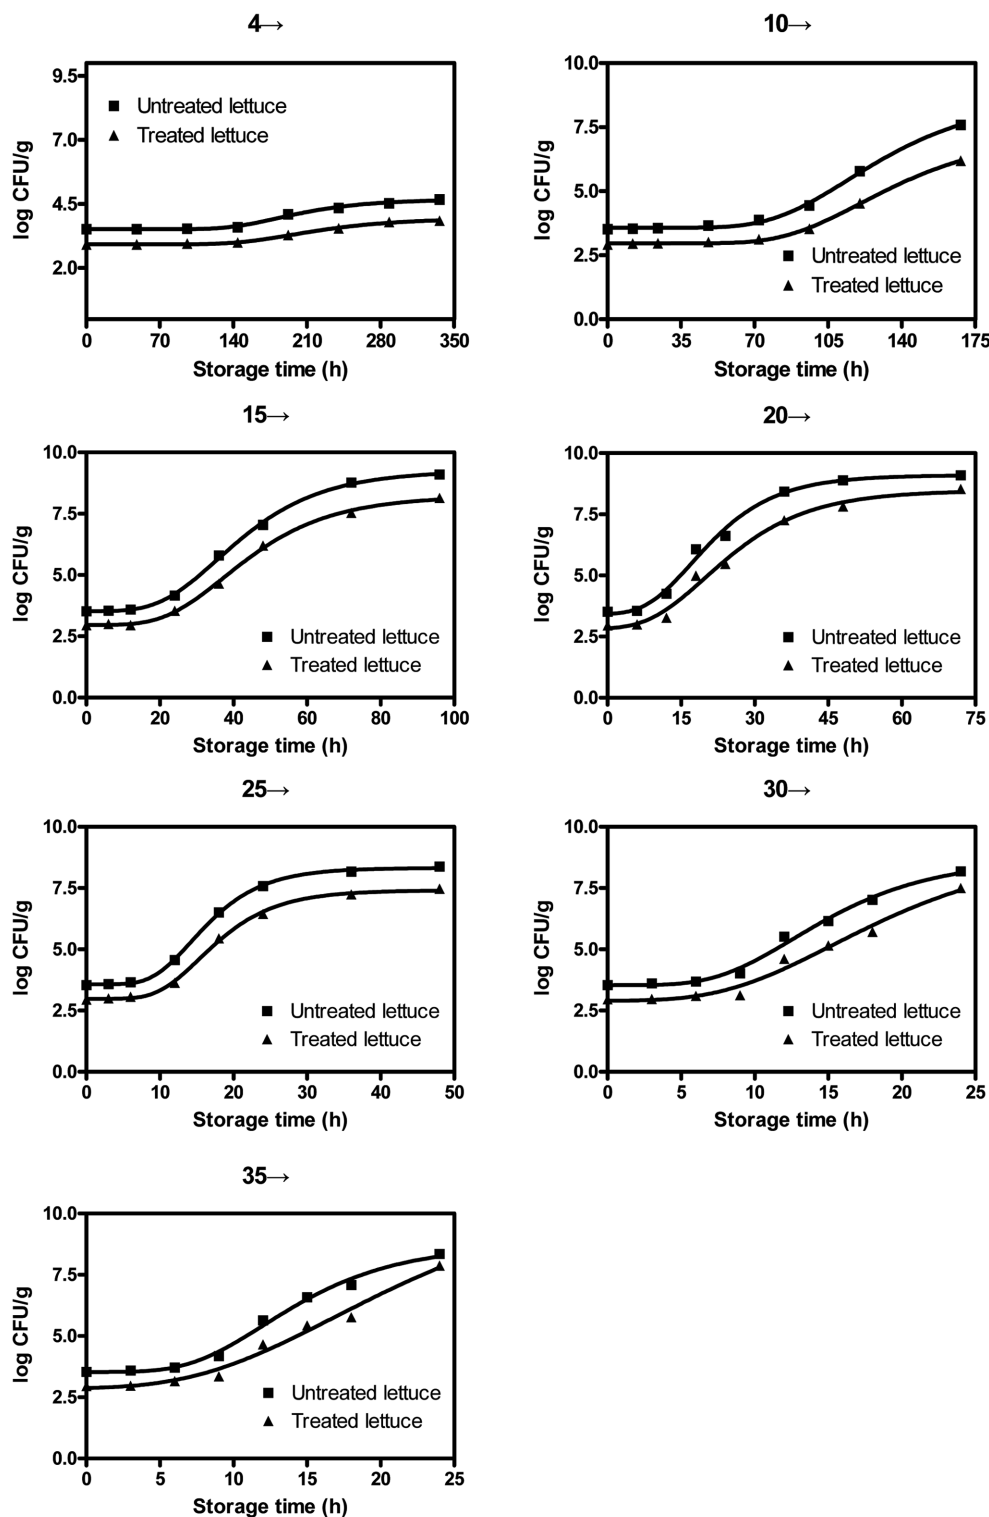 4→
log CFU/g
9.5
7.0
4.5
2.0
Untreated lettuce
Treated lettuce
0 70 140 210 280 350
Storage time (h)
10→
log CFU/g
10.0
7.5
5.0
2.5
0.0
Untreated lettuce
Treated lettuce
0 35 70 105 140 175
Storage time (h)
15→
log CFU/g
10.0
7.5
5.0
2.5
0.0
Untreated lettuce
Treated lettuce
0 20 40 60 80 100
Storage time (h)
20→
log CFU/g
10.0
7.5
5.0
2.5
0.0
Untreated lettuce
Treated lettuce
0 15 30 45 60 75
Storage time (h)
25→
log CFU/g
10.0
7.5
5.0
2.5
0.0
Untreated lettuce
Treated lettuce
0 10 20 30 40 50
Storage time (h)
30→
log CFU/g
10.0
7.5
5.0
2.5
0.0
Untreated lettuce
Treated lettuce
0 5 10 15 20 25
Storage time (h)
35→
log CFU/g
10.0
7.5
5.0
2.5
0.0
Untreated lettuce
Treated lettuce
0 5 10 15 20 25
Storage time (h)